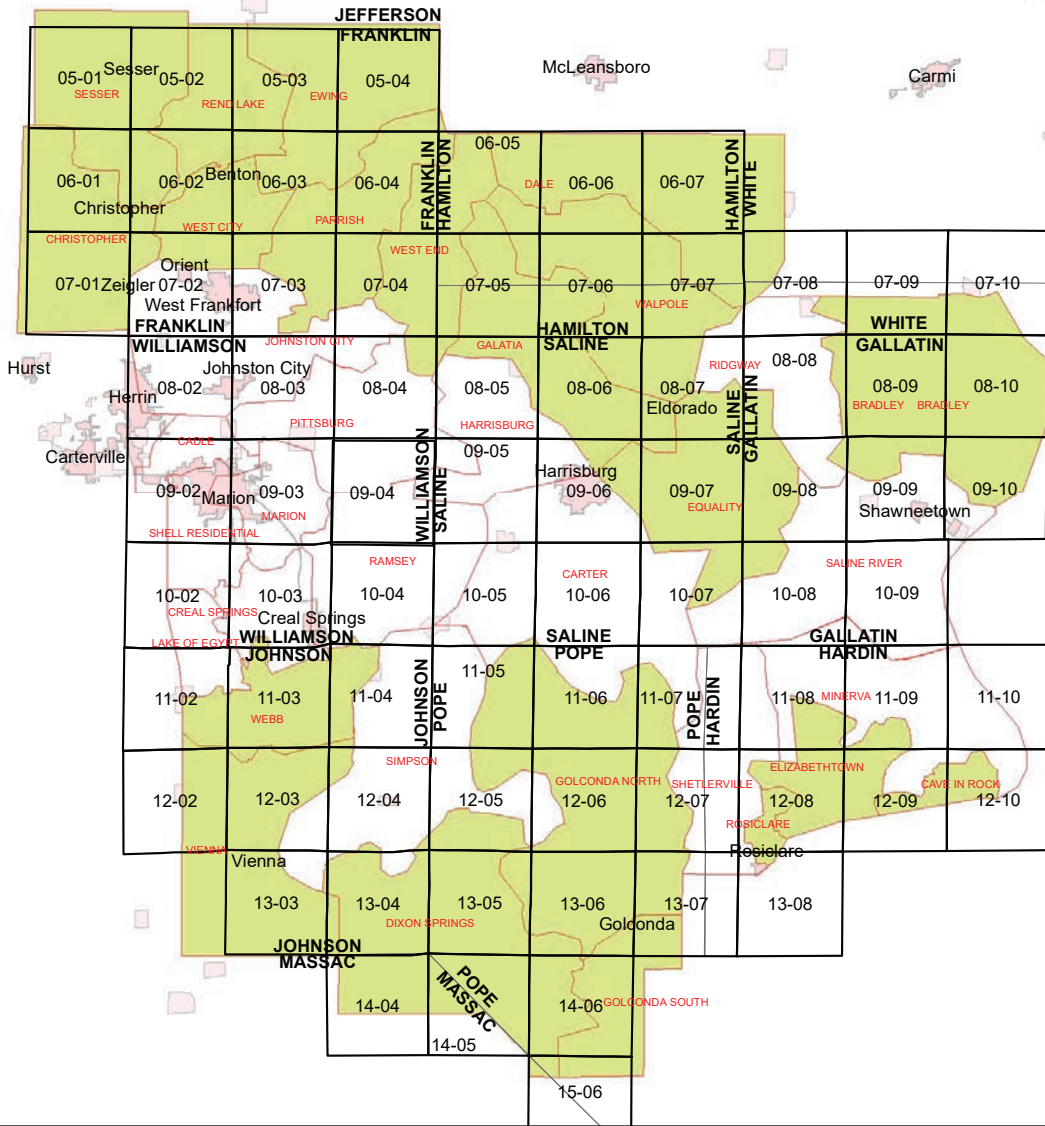 JEFFERSON
FRANKLIN
McLeansboro
Carmi
05-01
Sesser
05-02
05-03
05-04
SESSER
REND LAKE
EWING
06-05
FRANKLIN
HAMILTON
HAMILTON
WHITE
06-01
06-02
Benton
06-03
06-04
DALE
06-06
06-07
Christopher
CHRISTOPHER
WEST CITY
PARRISH
WEST END
Orient
07-01
Zeigler
07-02
07-03
07-04
07-05
07-06
07-07
07-08
07-09
07-10
West Frankfort
WALPOLE
FRANKLIN
WILLIAMSON
JOHNSTON CITY
HAMILTON
SALINE
GALATIA
WHITE
GALLATIN
RIDGWAY
08-08
Hurst
Johnston City
08-02
08-03
08-04
08-05
08-06
08-07
08-09
08-10
Herrin
Eldorado
BRADLEY
BRADLEY
PITTSBURG
HARRISBURG
SALINE
GALLATIN
CADLE
Carterville
WILLIAMSON
SALINE
09-05
Harrisburg
09-02
Marion
09-03
09-04
09-06
09-07
09-08
09-09
09-10
EQUALITY
Shawneetown
MARION
SHELL RESIDENTIAL
RAMSEY
CARTER
SALINE RIVER
10-02
10-03
10-04
10-05
10-06
10-07
10-08
10-09
CREAL SPRINGS
Creal Springs
LAKE OF EGYPT
WILLIAMSON
JOHNSON
SALINE
POPE
GALLATIN
HARDIN
JOHNSON
POPE
11-05
POPE
HARDIN
11-02
11-03
11-04
11-06
11-07
11-08
MINERVA
11-09
11-10
WEBB
SIMPSON
ELIZABETHTOWN
GOLCONDA NORTH
SHETLERVILLE
CAVE IN ROCK
12-02
12-03
12-04
12-05
12-06
12-07
12-08
12-09
12-10
ROSICLARE
VIENNA
Vienna
Rosiclare
13-03
13-04
13-05
13-06
13-07
13-08
DIXON SPRINGS
Golconda
JOHNSON
MASSAC
POPE
MASSAC
14-04
14-06
GOLCONDA SOUTH
14-05
15-06